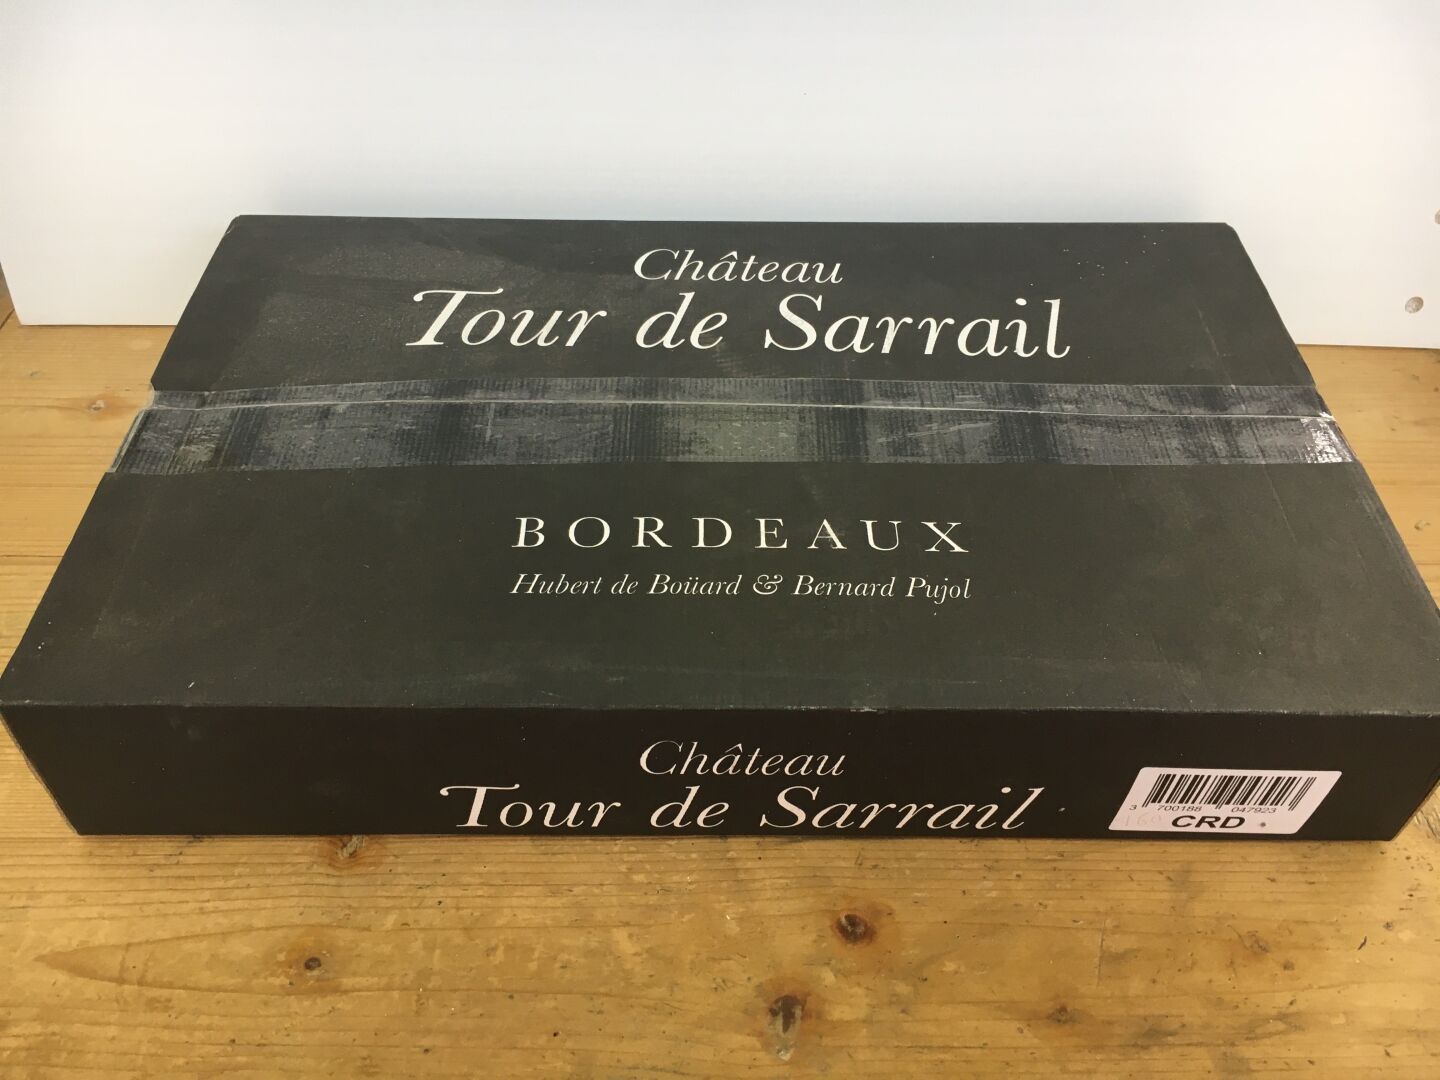 Château
Tour de Sarrail
BORDEAUX
Hubert de Boüard & Bernard Pujol
Château
Tour de Sarrail
3 700188 047923
CRD